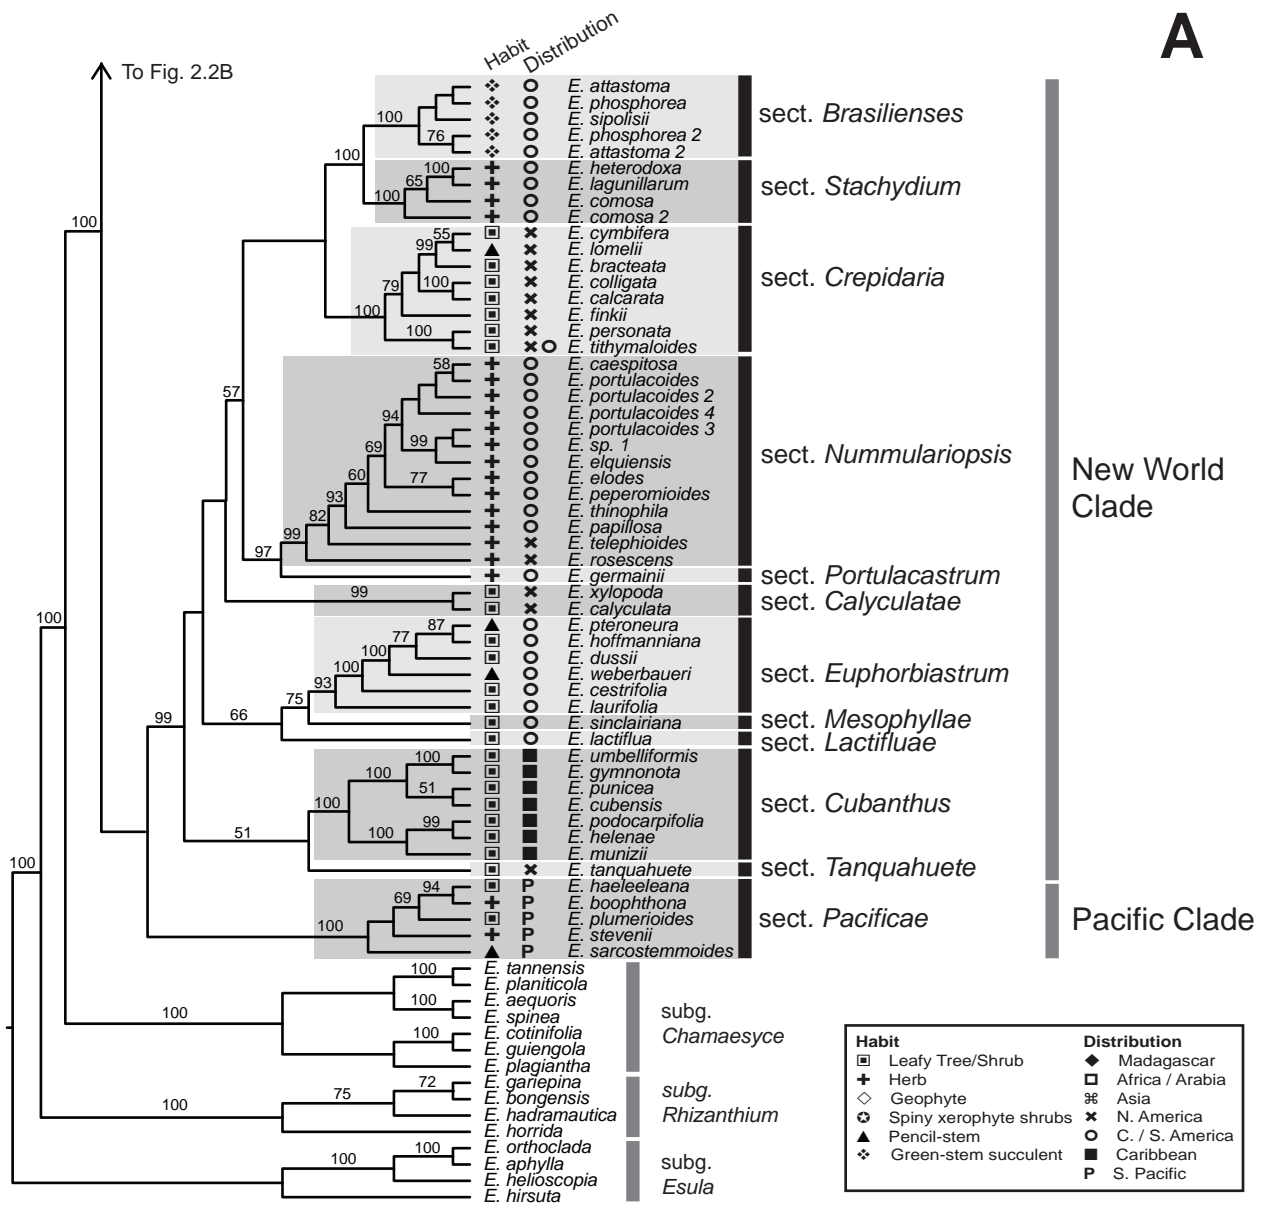 A
Habit
Distribution
To Fig. 2.2B
E. attastoma
E. phosphorea
E. sipolisii
E. phosphorea 2
E. attastoma 2
100
76
100
sect. Brasilienses
E. heterodoxa
E. lagunillarum
E. comosa
E. comosa 2
100
65
100
sect. Stachydium
100
E. cymbifera
E. lomelii
E. bracteata
E. colligata
E. calcarata
E. finkii
E. personata
E. tithymaloides
55
99
100
79
100
100
sect. Crepidaria
E. caespitosa
E. portulacoides
E. portulacoides 2
E. portulacoides 4
E. portulacoides 3
E. sp. 1
E. elquiensis
E. elodes
E. peperomioides
E. thinophila
E. papillosa
E. telephioides
E. rosescens
58
94
99
69
77
60
93
82
99
97
57
sect. Nummulariopsis
New World
Clade
E. germainii
sect. Portulacastrum
E. xylopoda
E. calyculata
99
sect. Calyculatae
100
E. pteroneura
E. hoffmanniana
E. dussii
E. weberbaueri
E. cestrifolia
E. laurifolia
87
77
100
100
93
75
66
99
sect. Euphorbiastrum
E. sinclairiana
sect. Mesophyllae
E. lactiflua
sect. Lactifluae
E. umbelliformis
E. gymnonota
E. punicea
E. cubensis
E. podocarpifolia
E. helenae
E. munizii
100
100
51
100
99
100
51
sect. Cubanthus
E. tanquahuete
sect. Tanquahuete
100
P E. haeleeleana
P E. boophthona
P E. plumerioides
P E. stevenii
P E. sarcostemmoides
94
69
100
sect. Pacificae
Pacific Clade
E. tannensis
E. planiticola
E. aequoris
E. spinea
E. cotinifolia
E. guiengola
E. plagiantha
100
100
100
100
subg.
Chamaesyce
E. gariepina
E. bongensis
E. hadramautica
E. horrida
72
75
100
subg.
Rhizanthium
E. orthoclada
E. aphylla
E. helioscopia
E. hirsuta
100
100
subg.
Esula
Habit
Leafy Tree/Shrub
Herb
Geophyte
Spiny xerophyte shrubs
Pencil-stem
Green-stem succulent
Distribution
Madagascar
Africa / Arabia
Asia
N. America
C. / S. America
Caribbean
P S. Pacific